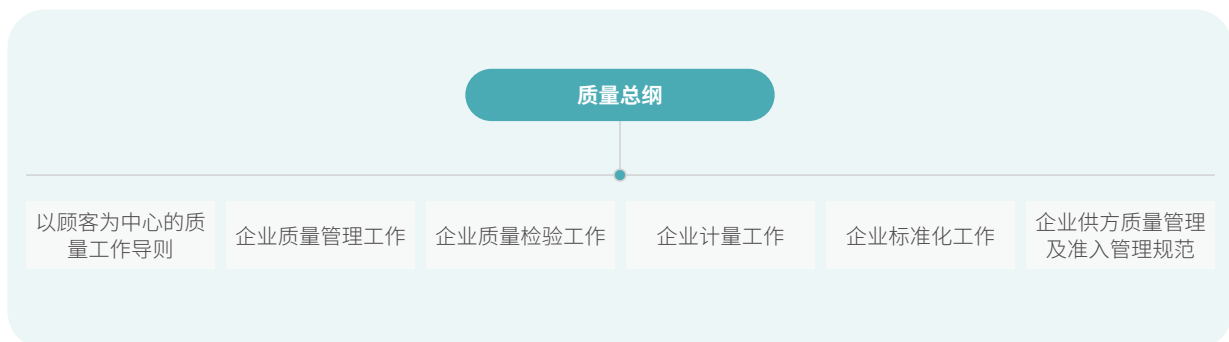 质量总纲
以顾客为中心的质
量工作导则
企业质量管理工作
企业质量检验工作
企业计量工作
企业标准化工作
企业供方质量管理
及准入管理规范